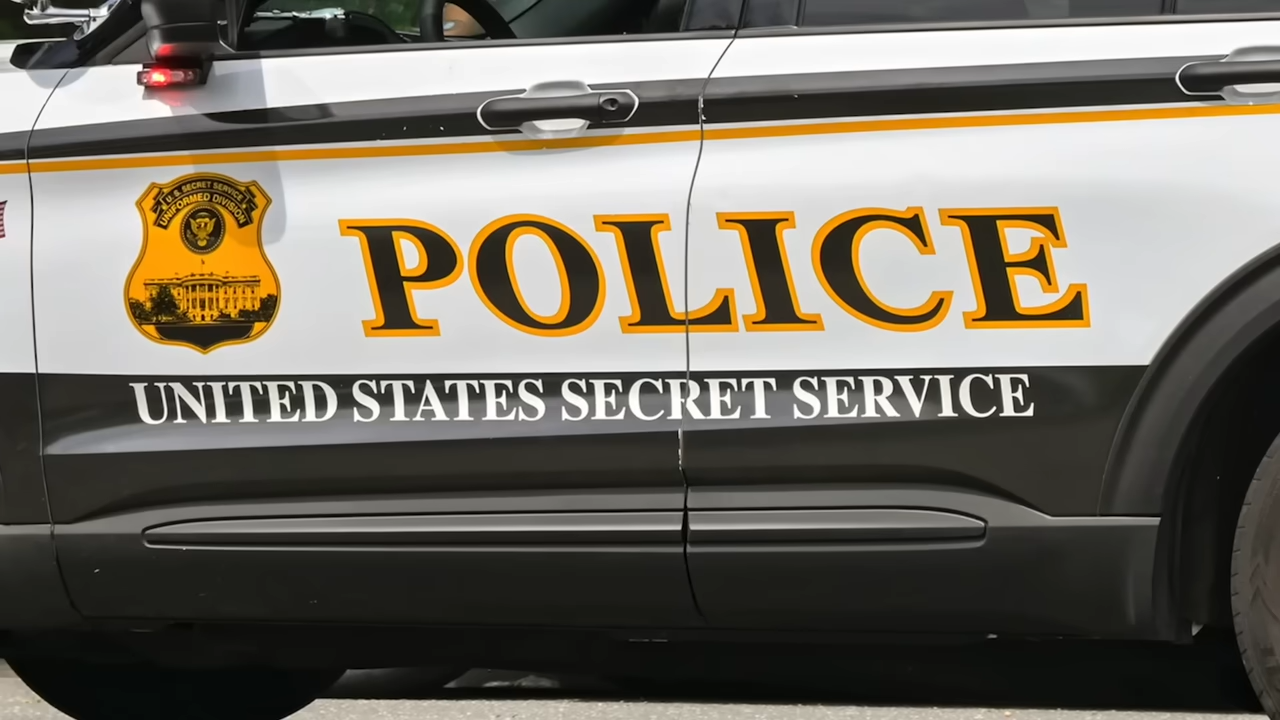 U.S. SECRET SERVICE
UNIFORMED DIVISION
POLICE
UNITED STATES SECRET SERVICE